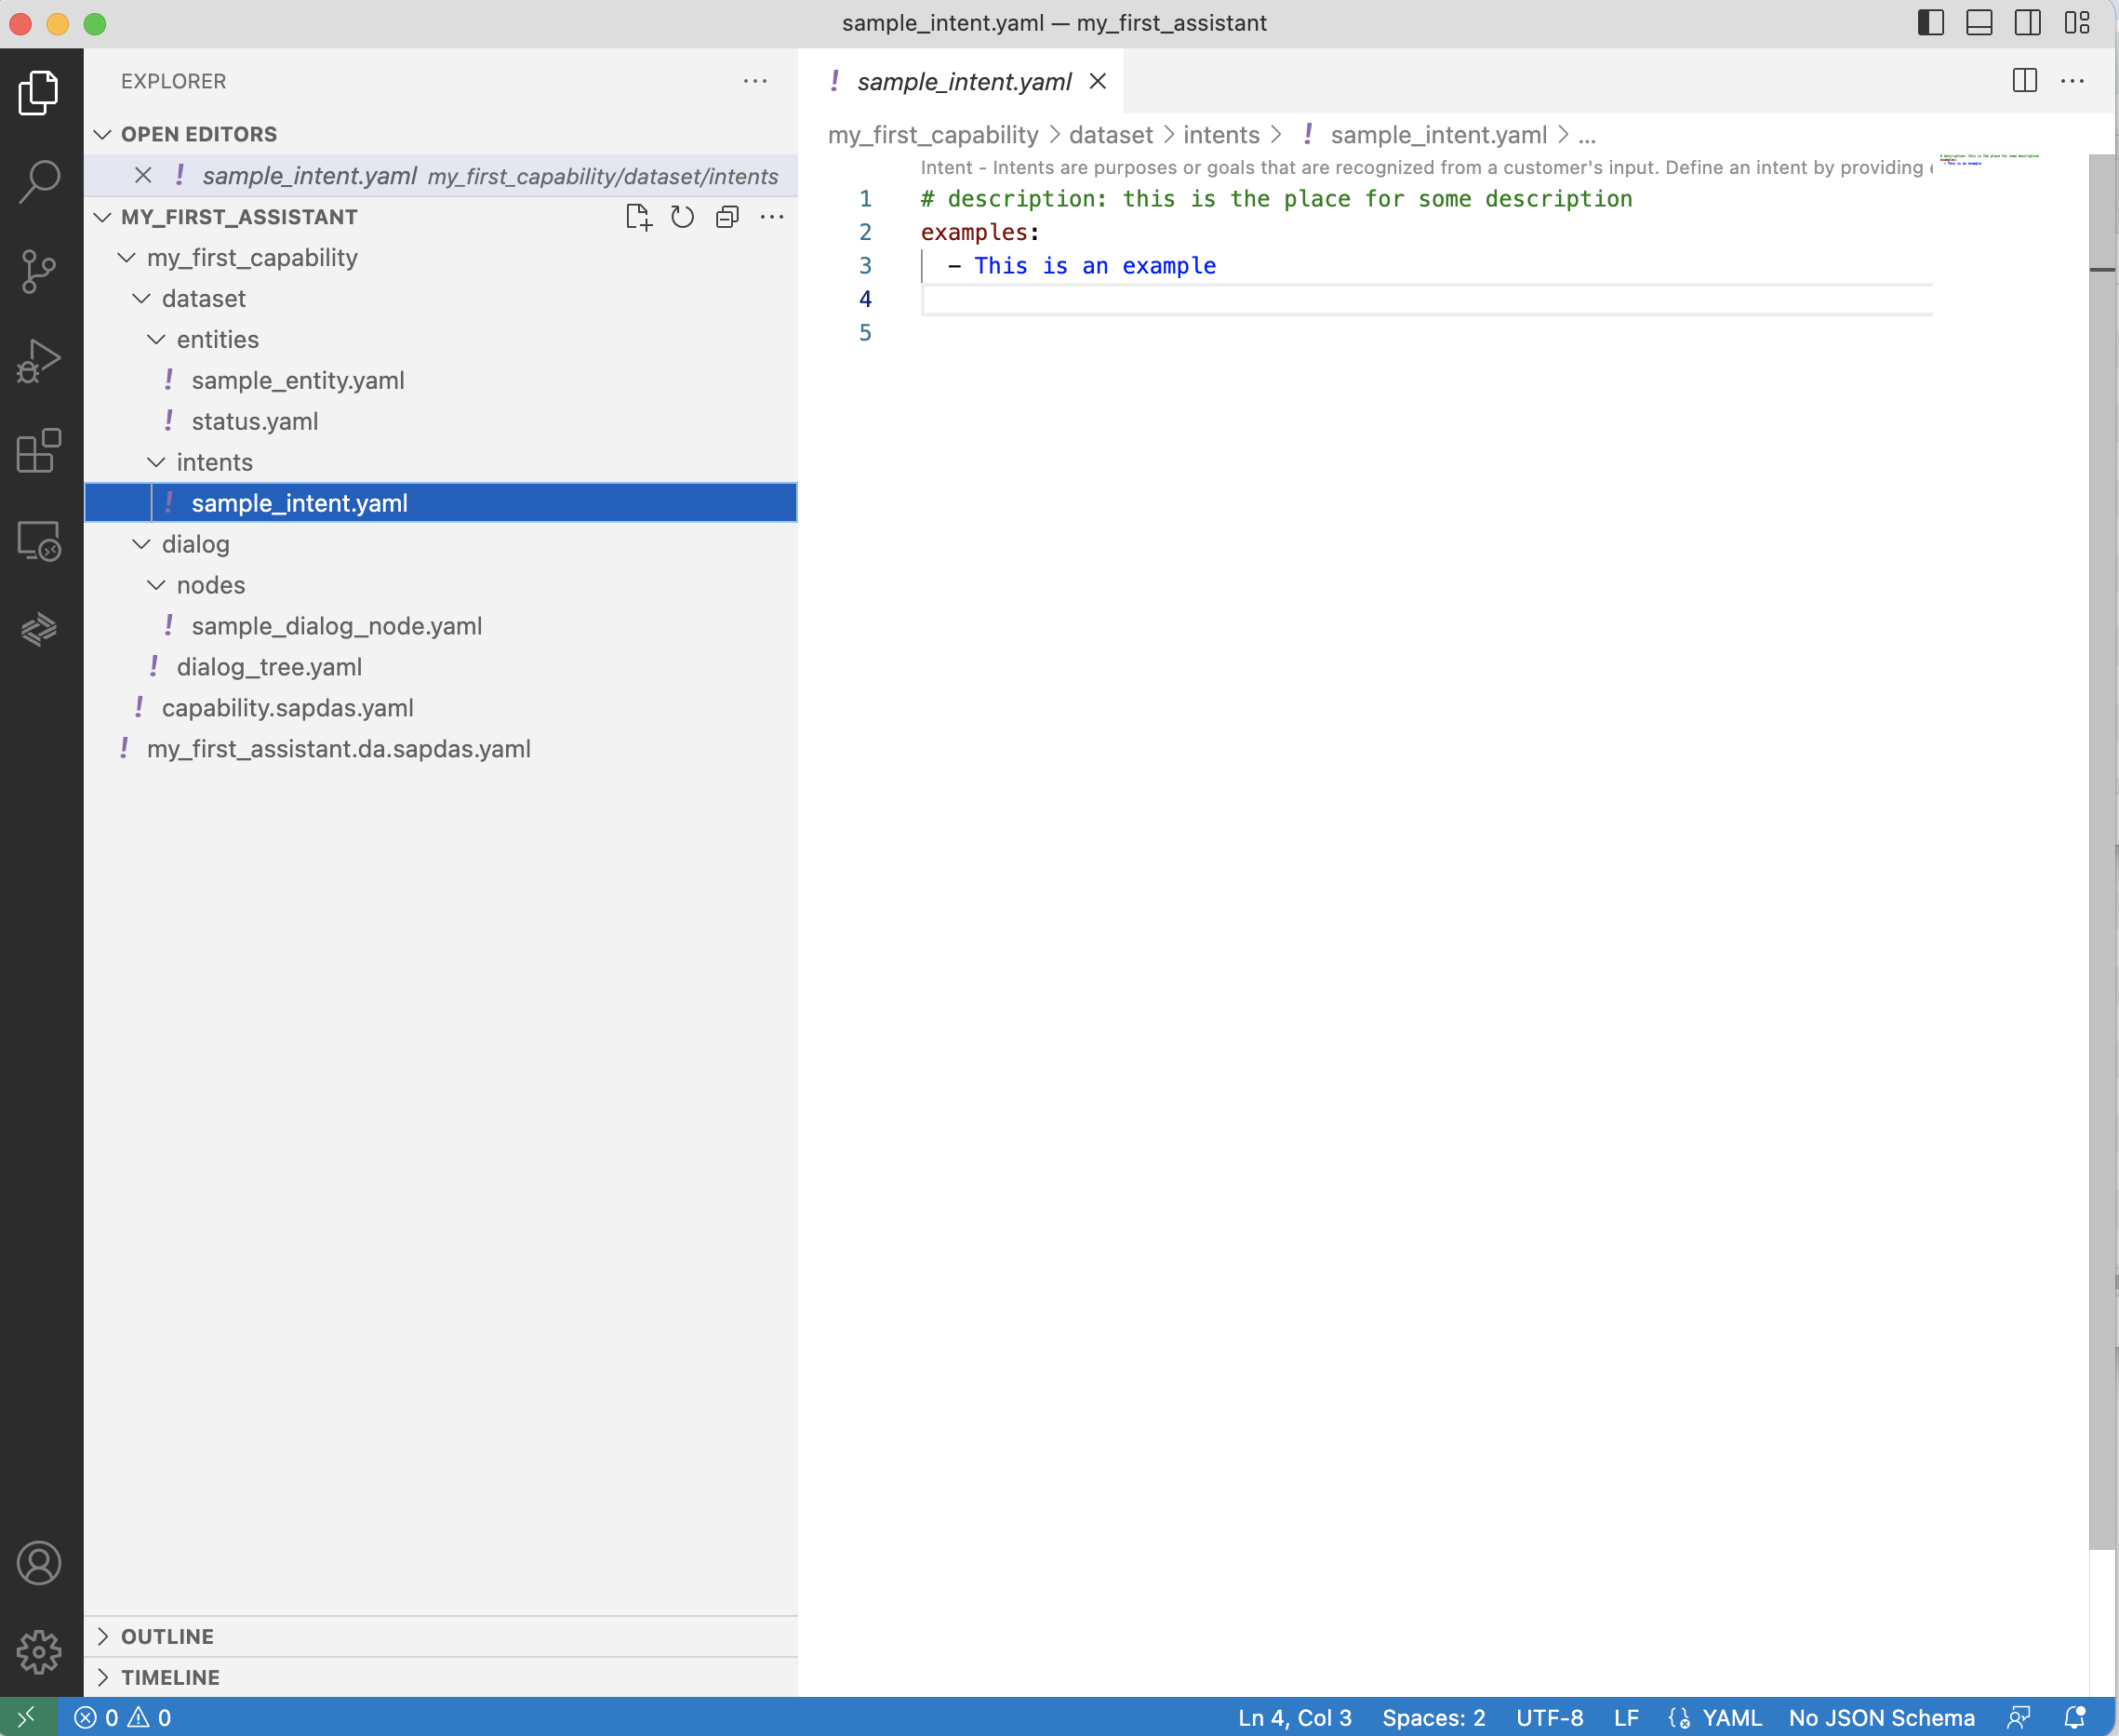 sample_intent.yaml — my_first_assistant
EXPLORER
OPEN EDITORS
! sample_intent.yaml my_first_capability/dataset/intents
MY_FIRST_ASSISTANT
my_first_capability
dataset
entities
! sample_entity.yaml
! status.yaml
intents
! sample_intent.yaml
dialog
nodes
! sample_dialog_node.yaml
! dialog_tree.yaml
! capability.sapdas.yaml
! my_first_assistant.da.sapdas.yaml
OUTLINE
TIMELINE
! sample_intent.yaml
my_first_capability > dataset > intents > ! sample_intent.yaml > ...
Intent - Intents are purposes or goals that are recognized from a customer's input. Define an intent by providing
1 # description: this is the place for some description
2 examples:
3 - This is an example
4
5
0 0 Ln 4, Col 3 Spaces: 2 UTF-8 LF YAML No JSON Schema